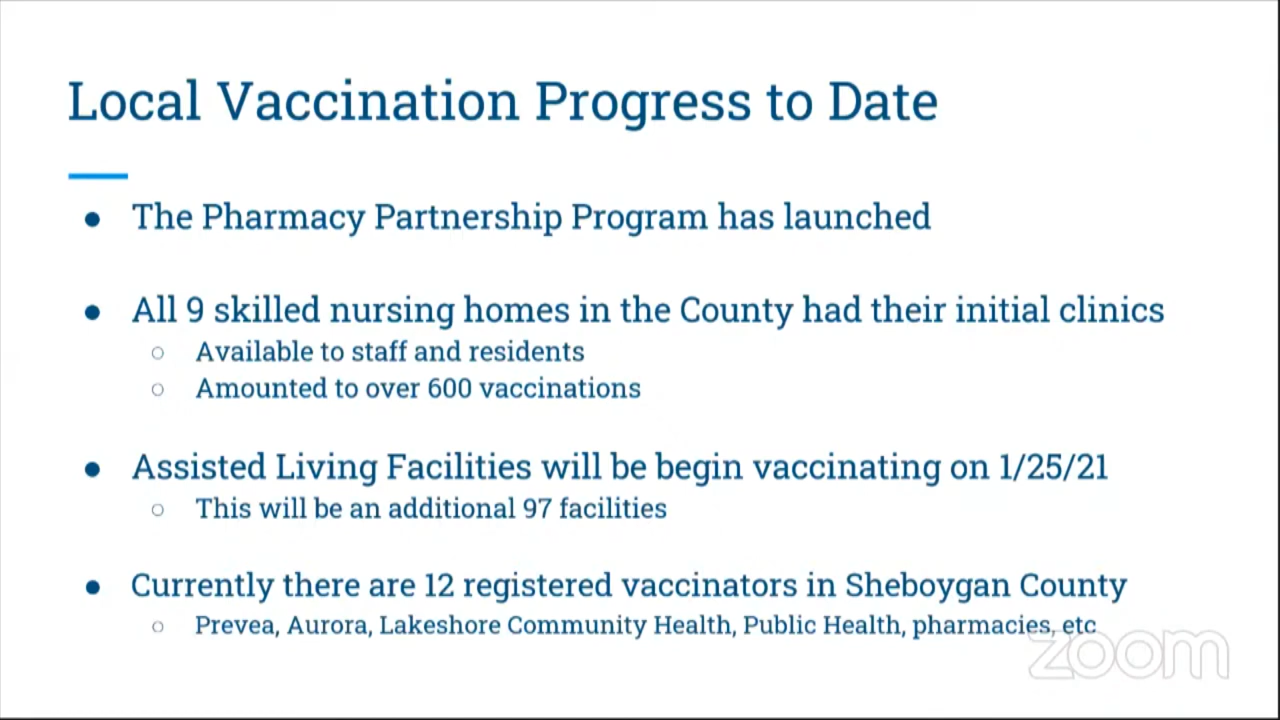 Local Vaccination Progress to Date
● The Pharmacy Partnership Program has launched
● All 9 skilled nursing homes in the County had their initial clinics
○ Available to staff and residents
○ Amounted to over 600 vaccinations
● Assisted Living Facilities will be begin vaccinating on 1/25/21
○ This will be an additional 97 facilities
● Currently there are 12 registered vaccinators in Sheboygan County
○ Prevea, Aurora, Lakeshore Community Health, Public Health, pharmacies, etc
zoom